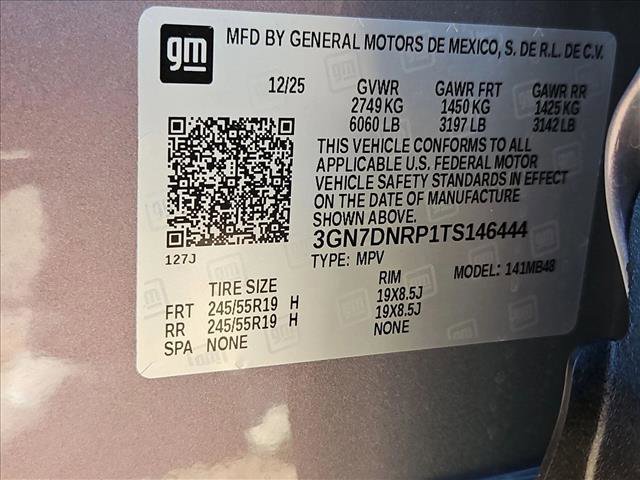 gm
MFD BY GENERAL MOTORS DE MEXICO, S. DE R.L. DE C.V.
12/25 GVWR GAWR FRT GAWR RR
2749 KG 1450 KG 1425 KG
6060 LB 3197 LB 3142 LB
THIS VEHICLE CONFORMS TO ALL
APPLICABLE U.S. FEDERAL MOTOR
VEHICLE SAFETY STANDARDS IN EFFECT
ON THE DATE OF MANUFACTURE
SHOWN ABOVE.
3GN7DNRP1TS146444
127J TYPE: MPV MODEL: 141MB48
TIRE SIZE RIM
FRT 245/55R19 H 19X8.5J
RR 245/55R19 H 19X8.5J
SPA NONE NONE